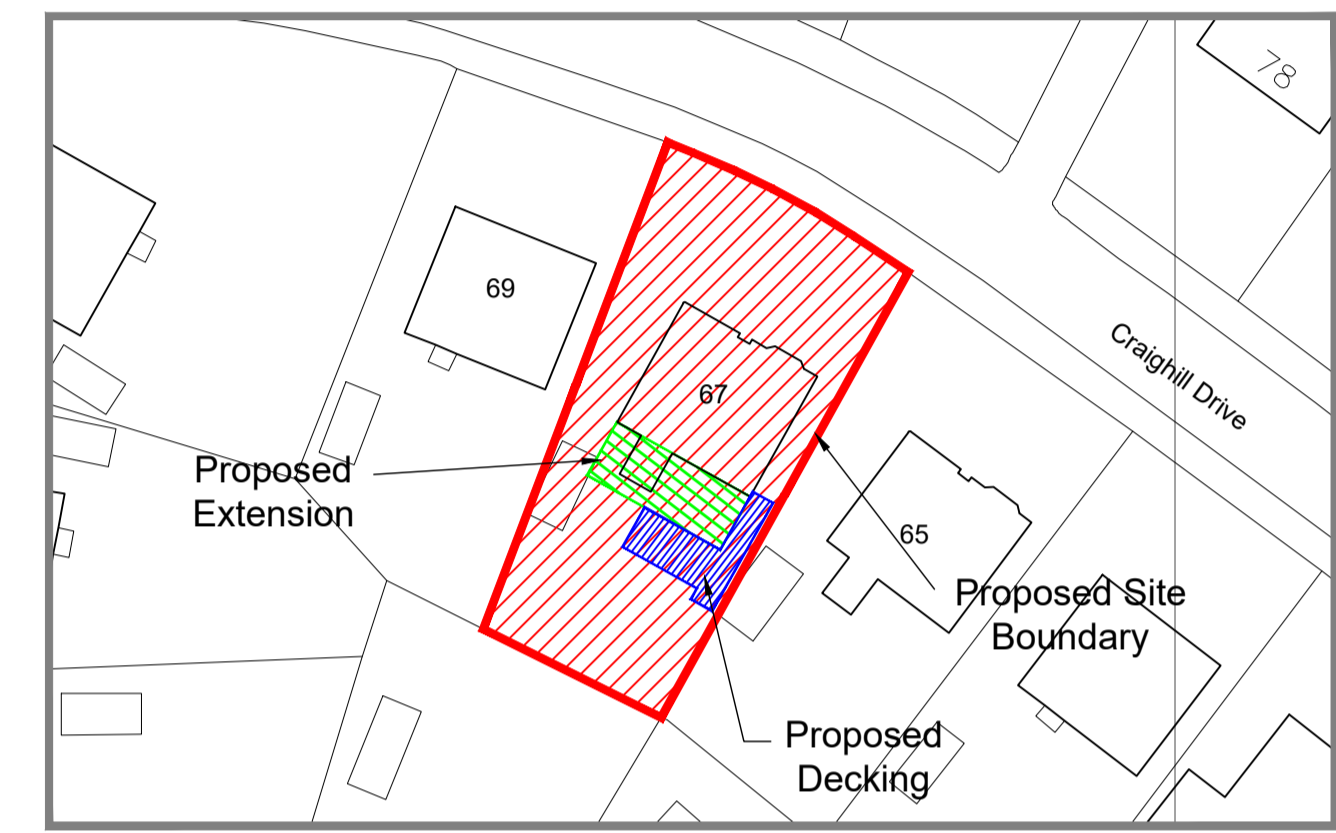 78
69
Craighill Drive
67
Proposed
Extension
65
Proposed Site
Boundary
Proposed
Decking